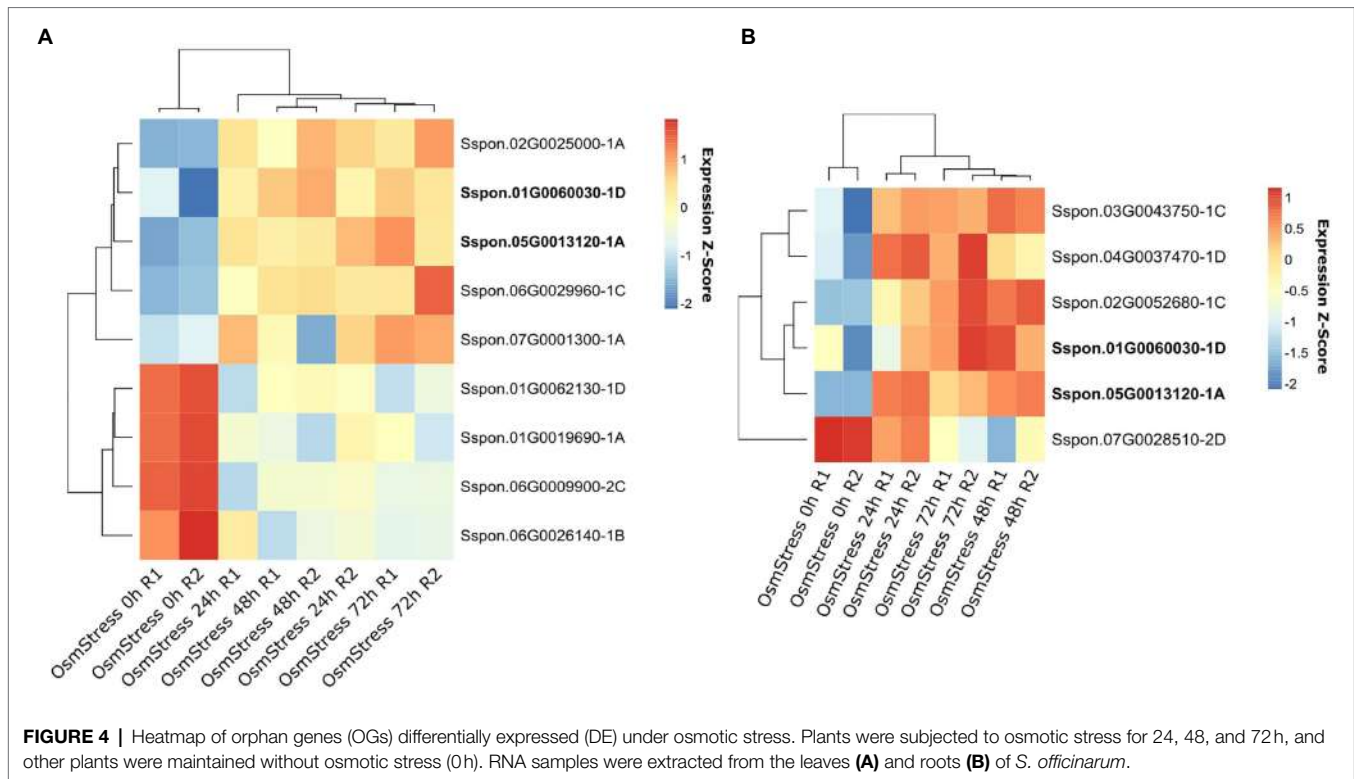 A
Sspon.02G0025000-1A
Sspon.01G0060030-1D
Sspon.05G0013120-1A
Sspon.06G0029960-1C
Sspon.07G0001300-1A
Sspon.01G0062130-1D
Sspon.01G0019690-1A
Sspon.06G0009900-2C
Sspon.06G0026140-1B
OsmStress 0h R1
OsmStress 0h R2
OsmStress 24h R1
OsmStress 48h R1
OsmStress 48h R2
OsmStress 24h R2
OsmStress 72h R1
OsmStress 72h R2
1
0
-1
-2
Expression Z-Score
B
Sspon.03G0043750-1C
Sspon.04G0037470-1D
Sspon.02G0052680-1C
Sspon.01G0060030-1D
Sspon.05G0013120-1A
Sspon.07G0028510-2D
OsmStress 0h R1
OsmStress 0h R2
OsmStress 24h R1
OsmStress 24h R2
OsmStress 72h R1
OsmStress 72h R2
OsmStress 48h R1
OsmStress 48h R2
1
0.5
0
-0.5
-1
-1.5
-2
Expression Z-Score
FIGURE 4 | Heatmap of orphan genes (OGs) differentially expressed (DE) under osmotic stress. Plants were subjected to osmotic stress for 24, 48, and 72h, and
other plants were maintained without osmotic stress (0h). RNA samples were extracted from the leaves (A) and roots (B) of S. officinarum.